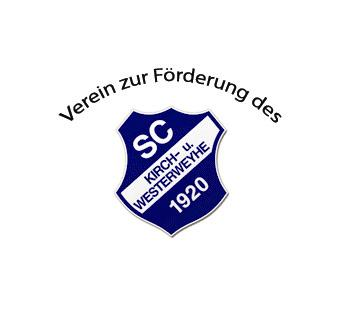 Verein zur Förderung des
SC
KIRCH- u.
WESTERWEYHE
1920